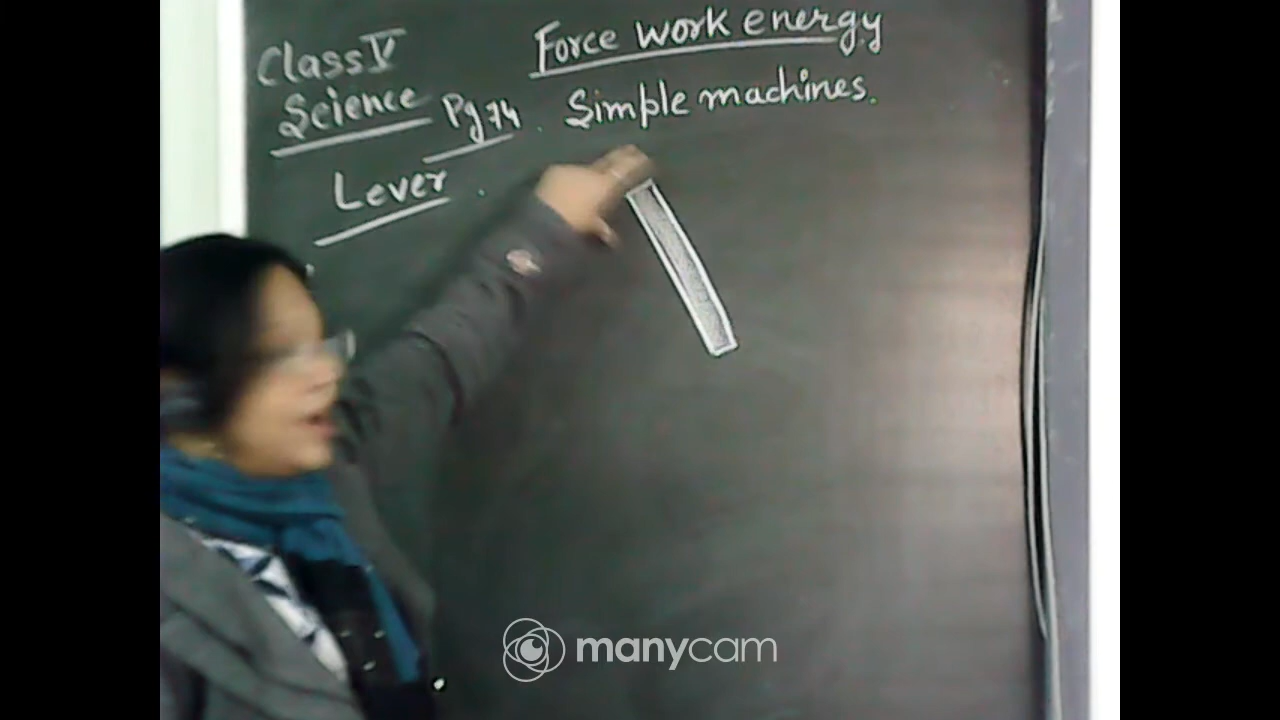 Class V
Science
Force work energy
Pg 74. Simple machines.
Lever.
manycam